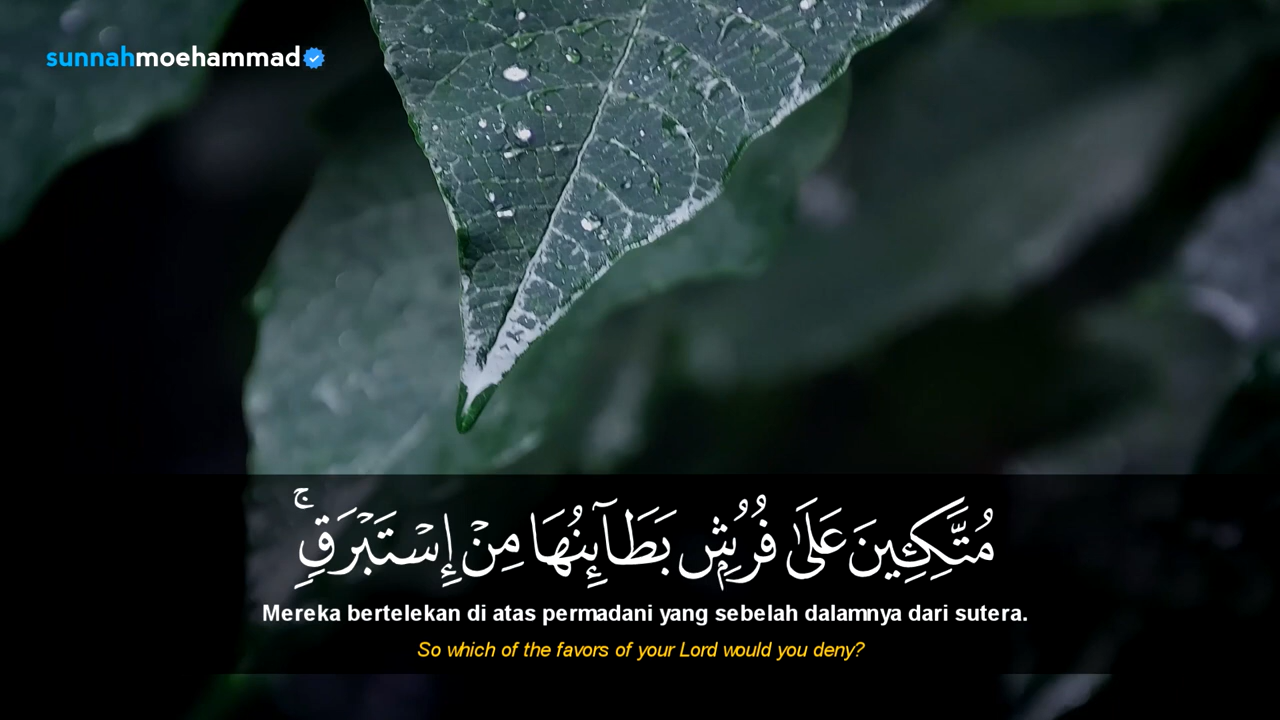 sunnahmoehammad
مُتَّكِـِٔينَ عَلَىٰ فُرُشٍۭ بَطَآئِنُهَا مِنْ إِسْتَبْرَقٍۚ
Mereka bertelekan di atas permadani yang sebelah dalamnya dari sutera.
So which of the favors of your Lord would you deny?